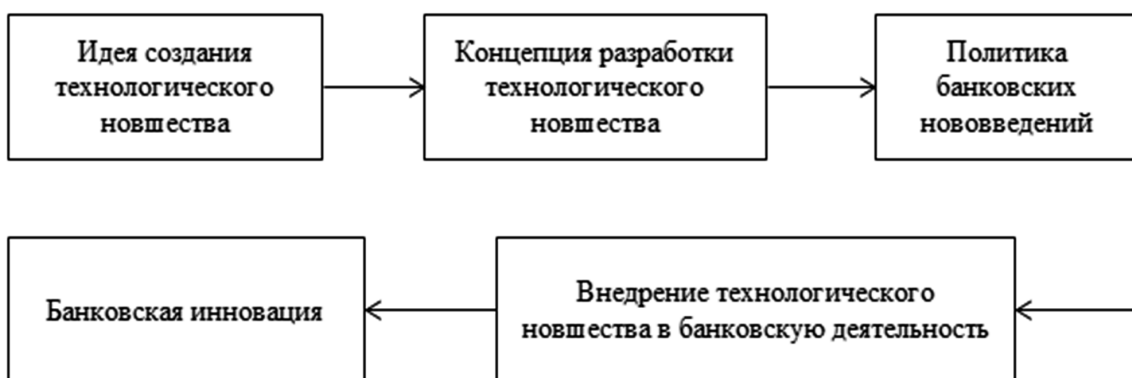 Идея создания
технологического
новшества
Концепция разработки
технологического
новшества
Политика
банковских
нововведений
Внедрение технологического
новшества в банковскую деятельность
Банковская инновация